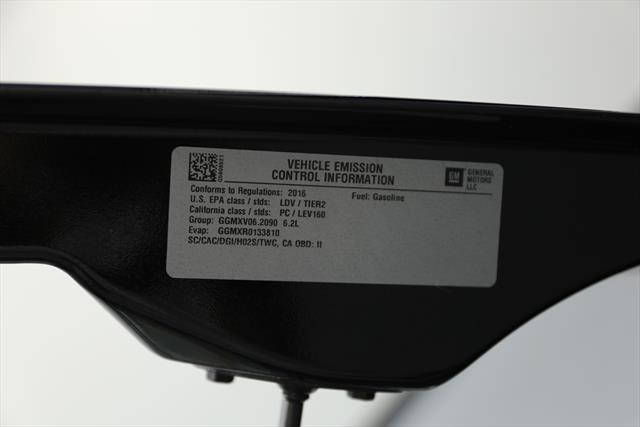 VEHICLE EMISSION
CONTROL INFORMATION
GM
GENERAL
MOTORS
LLC
Conforms to Regulations: 2016 Fuel: Gasoline
U.S. EPA class / stds: LDV / TIER2
California class / stds: PC / LEV160
Group: GGMXV06.2090 6.2L
Evap: GGMXR0133810
SC/CAC/DGI/HO2S/TWC, CA OBD: II